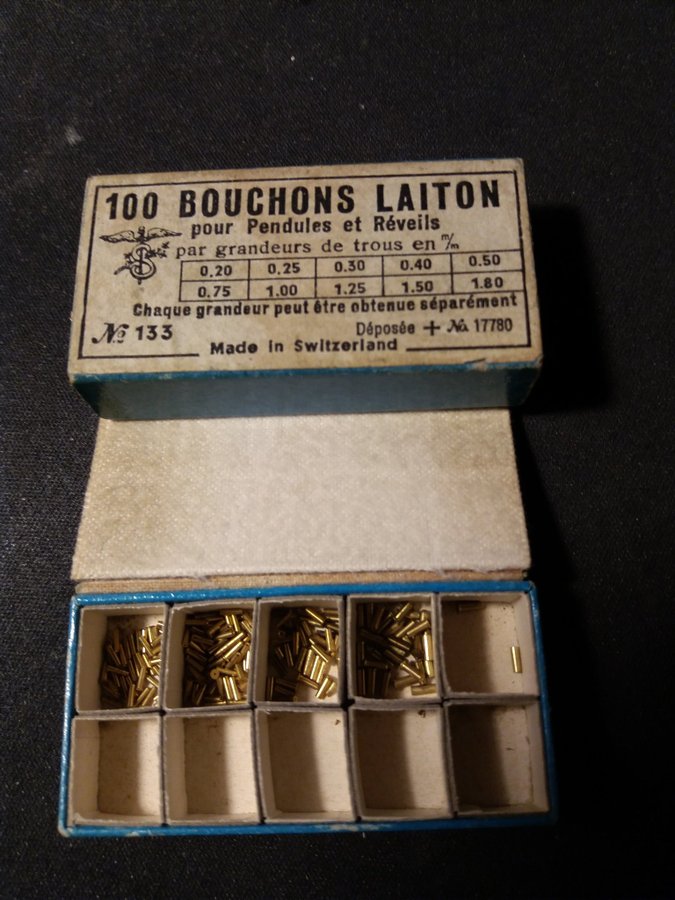 100 BOUCHONS LAITON
pour Pendules et Réveils
par grandeurs de trous en m/m
0.20 0.25 0.30 0.40 0.50
0.75 1.00 1.25 1.50 1.80
Chaque grandeur peut être obtenue séparément
№ 133 Déposée + № 17780
Made in Switzerland